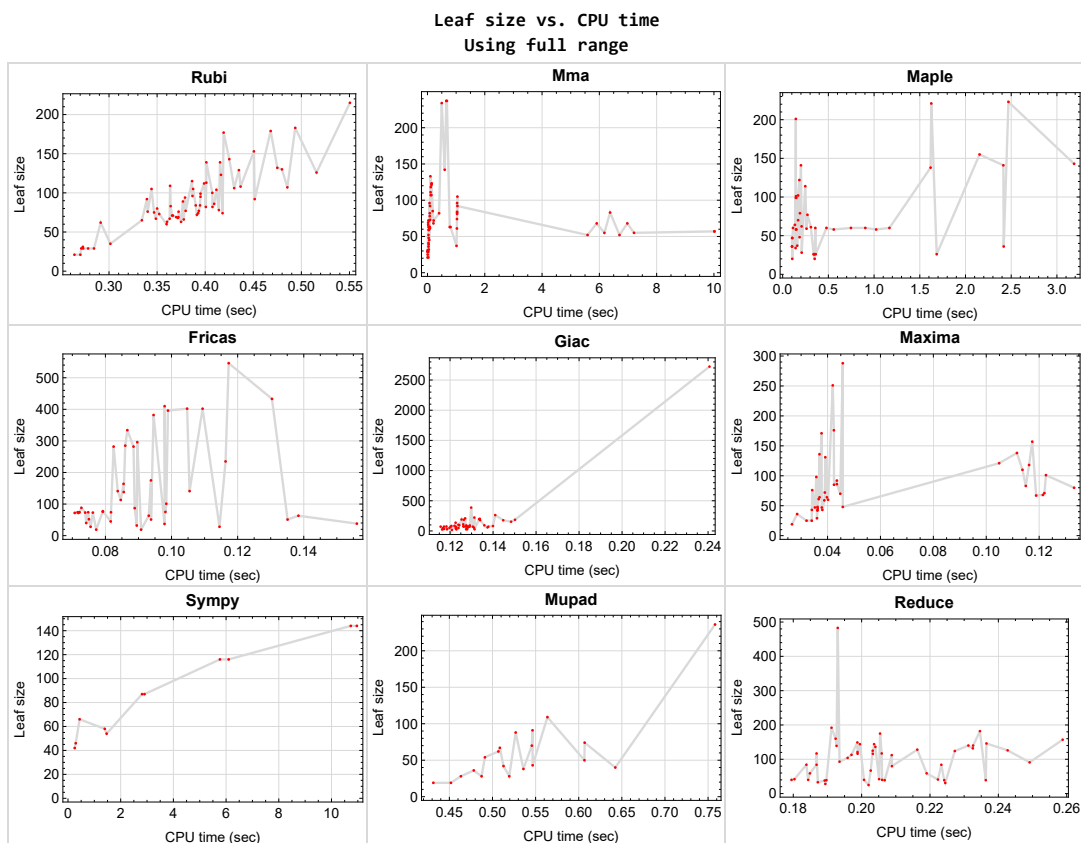 Leaf size vs. CPU time
Using full range
Rubi
Mma
Maple
200
150
100
50
0
Leaf size
0.30 0.35 0.40 0.45 0.50 0.55
CPU time (sec)
200
150
100
50
0
Leaf size
0 2 4 6 8 10
CPU time (sec)
200
150
100
50
0
Leaf size
0.0 0.5 1.0 1.5 2.0 2.5 3.0
CPU time (sec)
Fricas
Giac
Maxima
500
400
300
200
100
0
Leaf size
0.08 0.10 0.12 0.14
CPU time (sec)
2500
2000
1500
1000
500
0
Leaf size
0.12 0.14 0.16 0.18 0.20 0.22 0.24
CPU time (sec)
300
250
200
150
100
50
0
Leaf size
0.04 0.06 0.08 0.10 0.12
CPU time (sec)
Sympy
Mupad
Reduce
140
120
100
80
60
40
20
0
Leaf size
0 2 4 6 8 10
CPU time (sec)
200
150
100
50
0
Leaf size
0.45 0.50 0.55 0.60 0.65 0.70 0.75
CPU time (sec)
500
400
300
200
100
0
Leaf size
0.18 0.20 0.22 0.24 0.26
CPU time (sec)